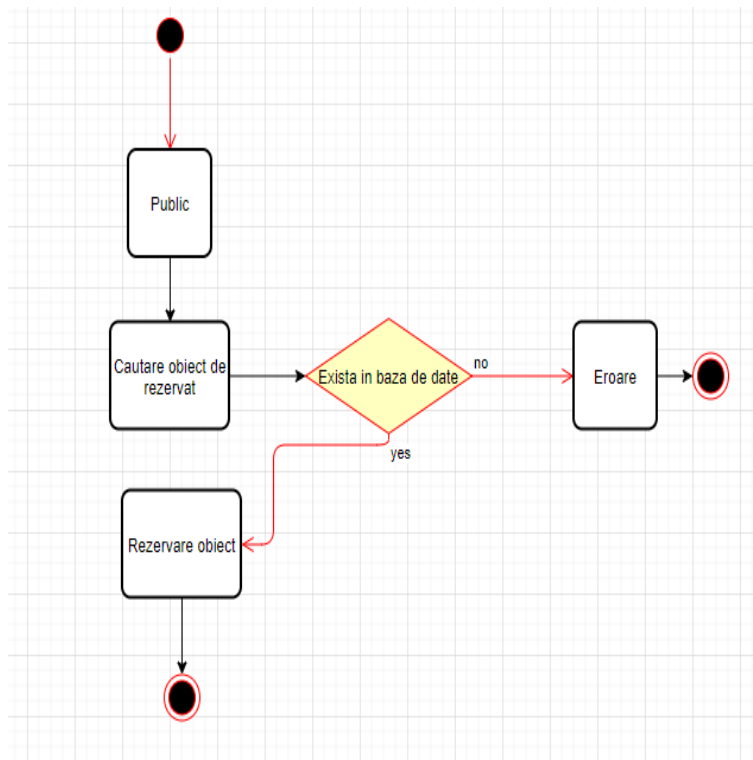 Public
Cautare obiect de
rezervat
Exista in baza de date
no
Eroare
yes
Rezervare obiect